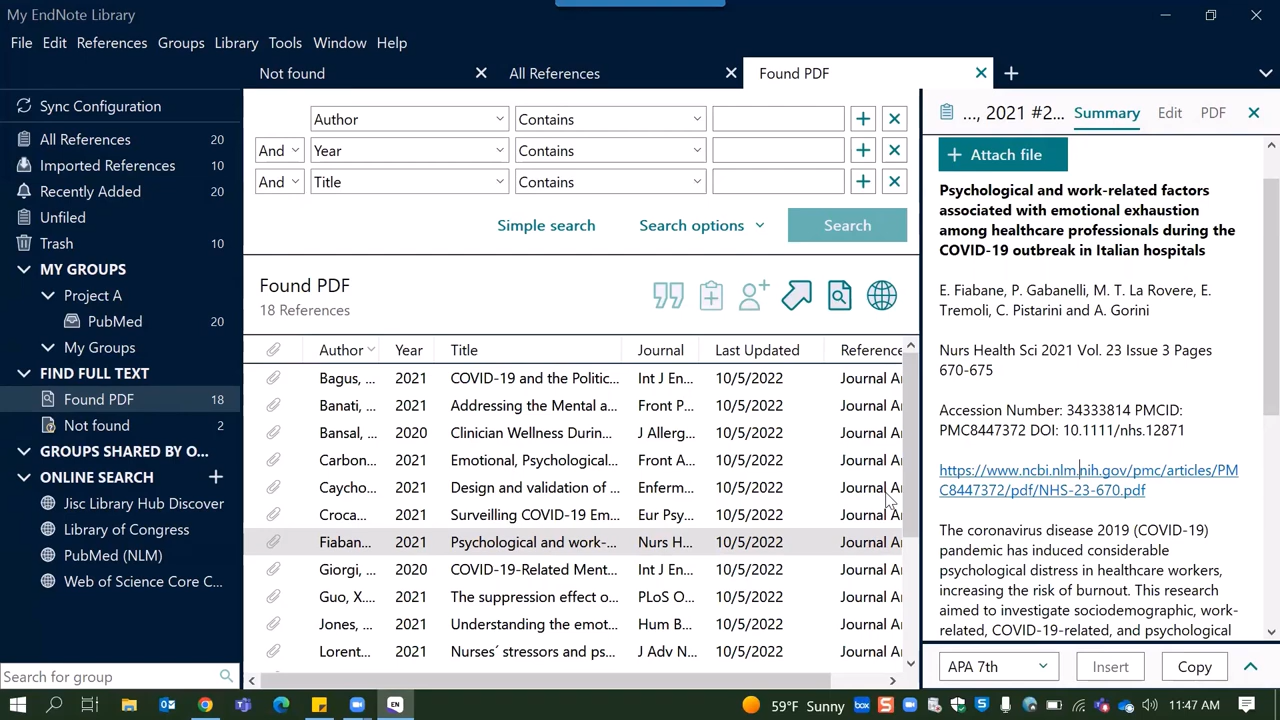 My EndNote Library
File Edit References Groups Library Tools Window Help
Not found
All References
Found PDF
Sync Configuration
All References 20
Imported References 10
Recently Added 20
Unfiled
Trash 10
MY GROUPS
Project A
PubMed 20
My Groups
FIND FULL TEXT
Found PDF 18
Not found 2
GROUPS SHARED BY O...
ONLINE SEARCH
Jisc Library Hub Discover
Library of Congress
PubMed (NLM)
Web of Science Core C...
Search for group
Author Contains
And Year Contains
And Title Contains
Simple search Search options Search
Found PDF
18 References
Author Year Title Journal Last Updated Reference
Bagus, ... 2021 COVID-19 and the Politic... Int J En... 10/5/2022 Journal Ar
Banati, ... 2021 Addressing the Mental a... Front P... 10/5/2022 Journal Ar
Bansal, ... 2020 Clinician Wellness Durin... J Allerg... 10/5/2022 Journal Ar
Carbon... 2021 Emotional, Psychological... Front A... 10/5/2022 Journal Ar
Caycho... 2021 Design and validation of ... Enferm... 10/5/2022 Journal Ar
Croca... 2021 Surveilling COVID-19 Em... Eur Psy... 10/5/2022 Journal Ar
Fiaban... 2021 Psychological and work-... Nurs H... 10/5/2022 Journal Ar
Giorgi, ... 2020 COVID-19-Related Ment... Int J En... 10/5/2022 Journal Ar
Guo, X.... 2021 The suppression effect o... PLoS O... 10/5/2022 Journal Ar
Jones, ... 2021 Understanding the emot... Hum B... 10/5/2022 Journal Ar
Lorent... 2021 Nurses´ stressors and ps... J Adv N... 10/5/2022 Journal Ar
..., 2021 #2... Summary Edit PDF
+ Attach file
Psychological and work-related factors
associated with emotional exhaustion
among healthcare professionals during the
COVID-19 outbreak in Italian hospitals
E. Fiabane, P. Gabanelli, M. T. La Rovere, E.
Tremoli, C. Pistarini and A. Gorini
Nurs Health Sci 2021 Vol. 23 Issue 3 Pages
670-675
Accession Number: 34333814 PMCID:
PMC8447372 DOI: 10.1111/nhs.12871
https://www.ncbi.nlm.nih.gov/pmc/articles/PM
C8447372/pdf/NHS-23-670.pdf
The coronavirus disease 2019 (COVID-19)
pandemic has induced considerable
psychological distress in healthcare workers,
increasing the risk of burnout. This research
aimed to investigate sociodemographic, work-
related, COVID-19-related, and psychological
APA 7th Insert Copy
EN
59°F Sunny
box
11:47 AM